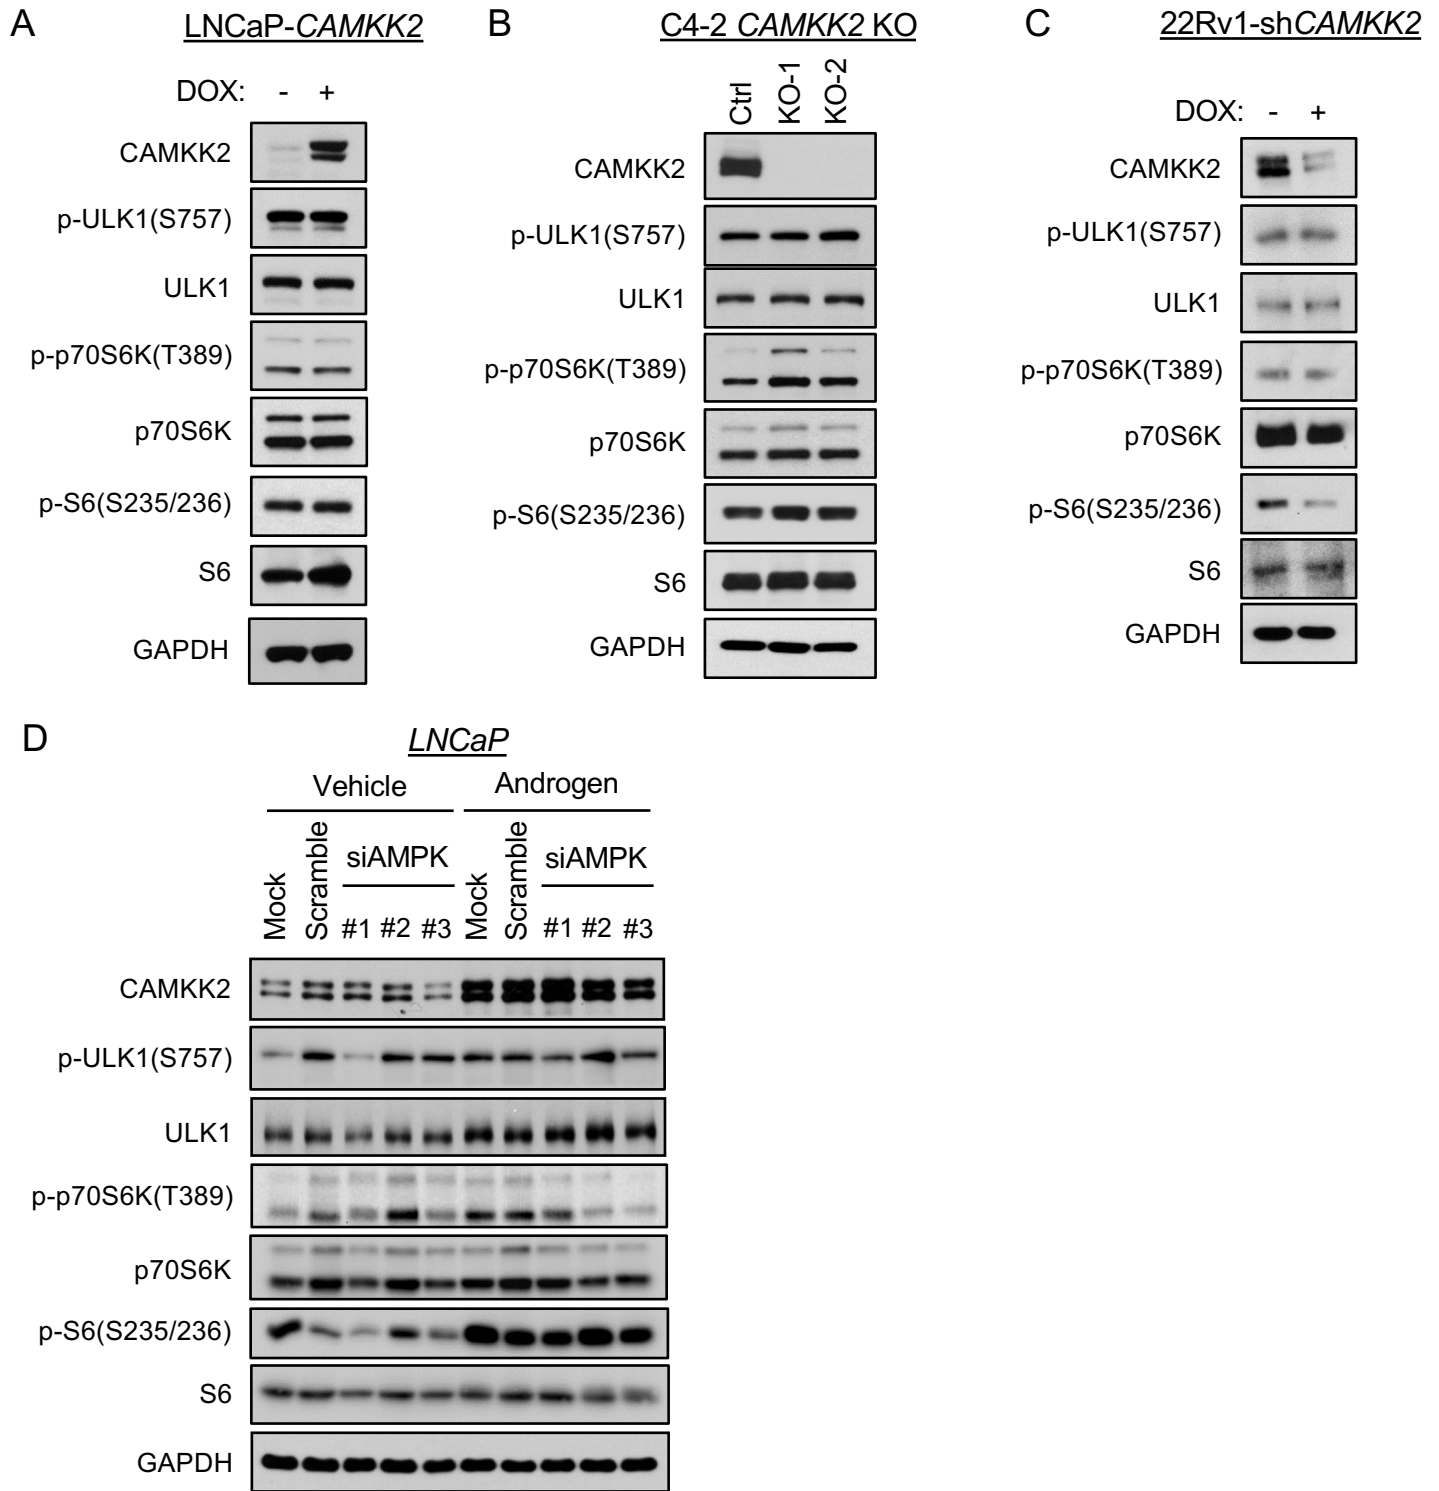 A
LNCaP-CAMKK2
DOX: - +
CAMKK2
p-ULK1(S757)
ULK1
p-p70S6K(T389)
p70S6K
p-S6(S235/236)
S6
GAPDH
B
C4-2 CAMKK2 KO
Ctrl KO-1 KO-2
CAMKK2
p-ULK1(S757)
ULK1
p-p70S6K(T389)
p70S6K
p-S6(S235/236)
S6
GAPDH
C
22Rv1-shCAMKK2
DOX: - +
CAMKK2
p-ULK1(S757)
ULK1
p-p70S6K(T389)
p70S6K
p-S6(S235/236)
S6
GAPDH
D
LNCaP
Vehicle Androgen
Mock Scramble siAMPK Mock Scramble siAMPK
#1 #2 #3 #1 #2 #3
CAMKK2
p-ULK1(S757)
ULK1
p-p70S6K(T389)
p70S6K
p-S6(S235/236)
S6
GAPDH